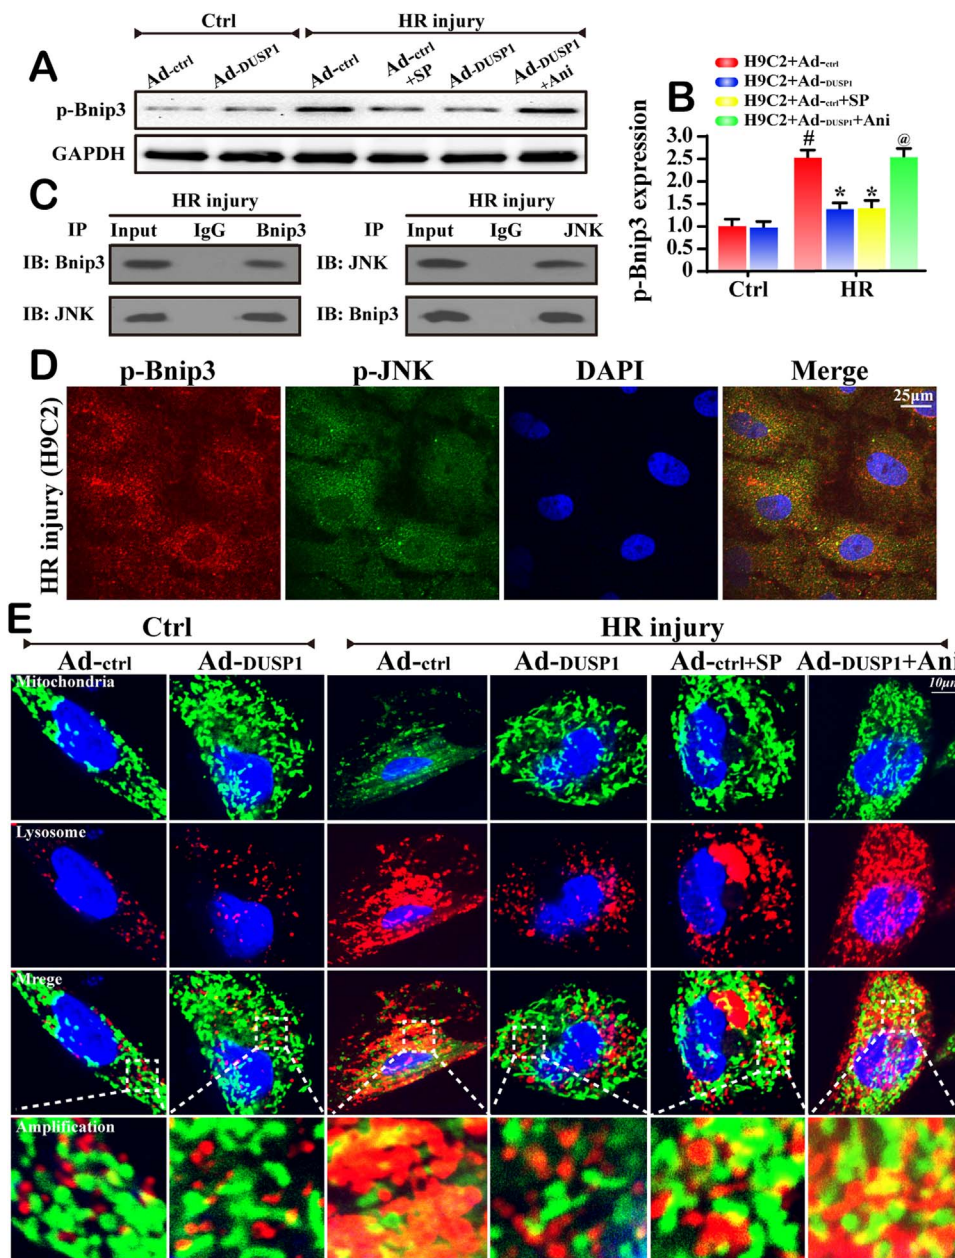 A
Ctrl
HR injury
Ad-ctrl
Ad-DUSP1
Ad-ctrl
Ad-ctrl
+SP
Ad-DUSP1
Ad-DUSP1
+Ani
p-Bnip3
GAPDH
B
H9C2+Ad-ctrl
H9C2+Ad-DUSP1
H9C2+Ad-ctrl+SP
H9C2+Ad-DUSP1+Ani
p-Bnip3 expression
3.0
2.5
2.0
1.5
1.0
0.5
0
# * * @
Ctrl HR
C
HR injury
IP Input IgG Bnip3
IB: Bnip3
IB: JNK
HR injury
IP Input IgG JNK
IB: JNK
IB: Bnip3
D
p-Bnip3 p-JNK DAPI Merge
25μm
HR injury (H9C2)
E
Ctrl HR injury
Ad-ctrl Ad-DUSP1 Ad-ctrl Ad-DUSP1 Ad-ctrl+SP Ad-DUSP1+Ani
Mitochondria
10μm
Lysosome
Mrege
Amplification